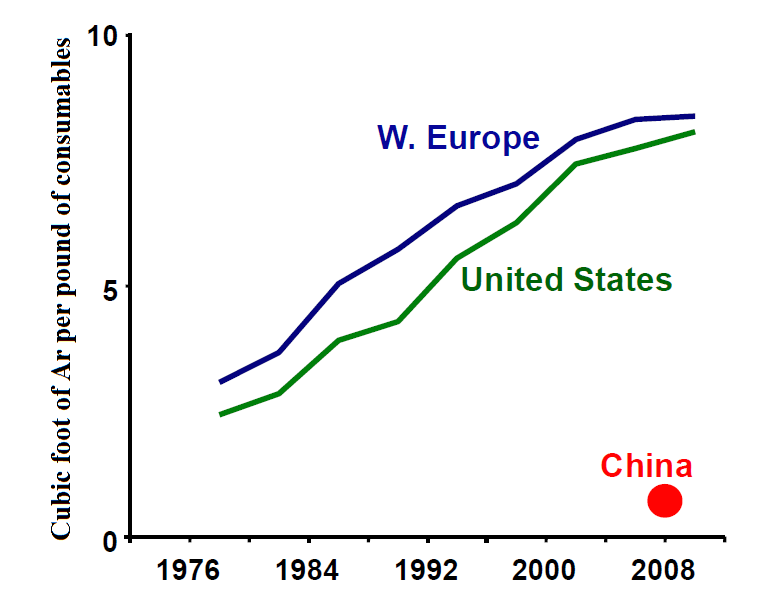 Cubic foot of Ar per pound of consumables
10
5
0
W. Europe
United States
China
1976 1984 1992 2000 2008